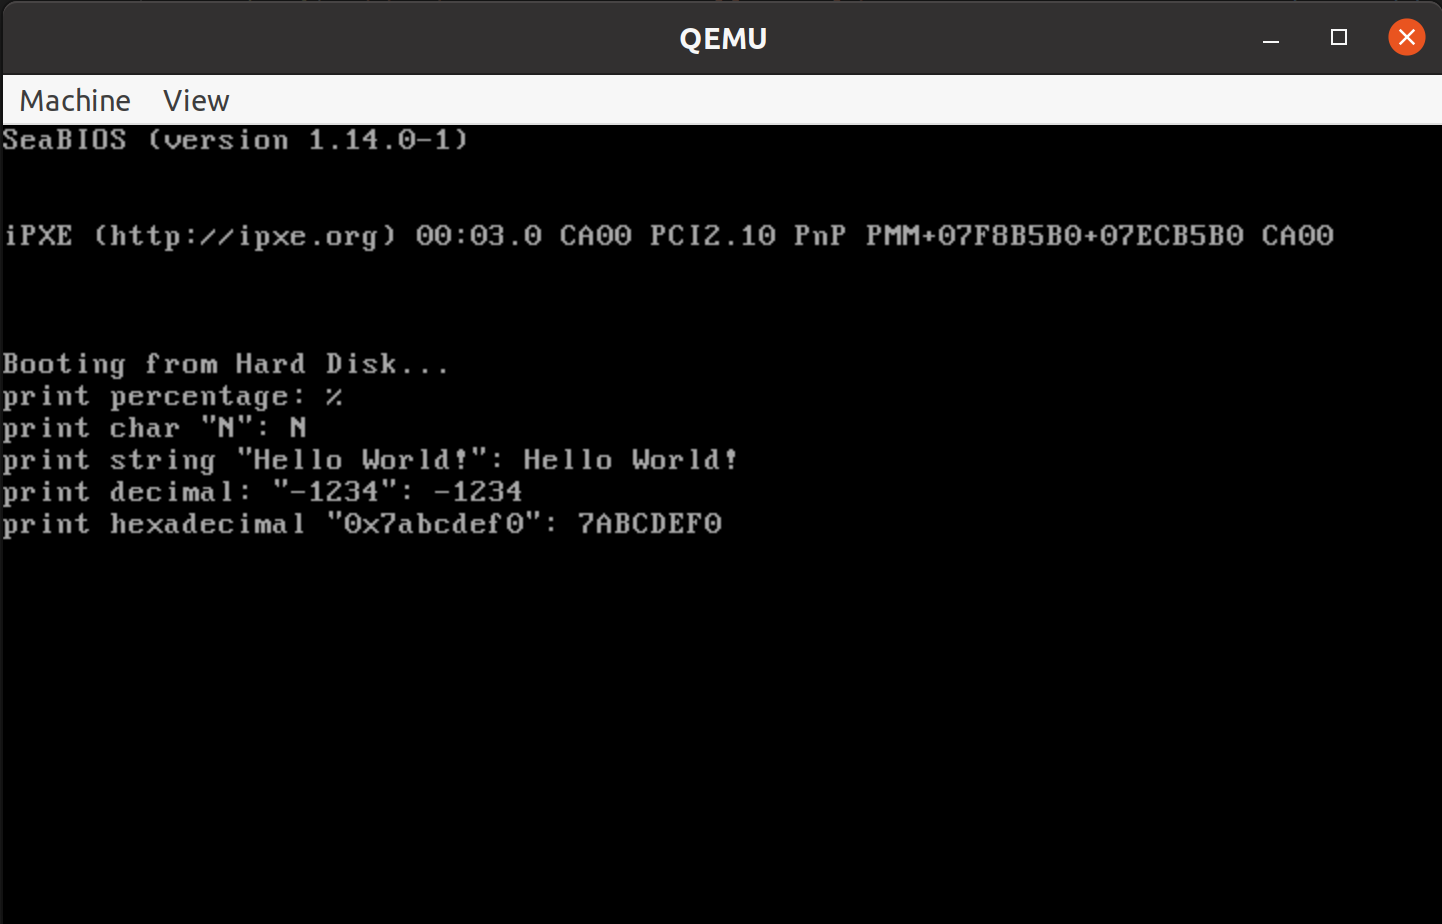 QEMU
Machine View
SeaBIOS (version 1.14.0-1)
iPXE (http://ipxe.org) 00:03.0 CA00 PCI2.10 PnP PMM+07F8B5B0+07ECB5B0 CA00
Booting from Hard Disk...
print percentage: %
print char "N": N
print string "Hello World!": Hello World!
print decimal: "-1234": -1234
print hexadecimal "0x7abcdef0": 7ABCDEF0